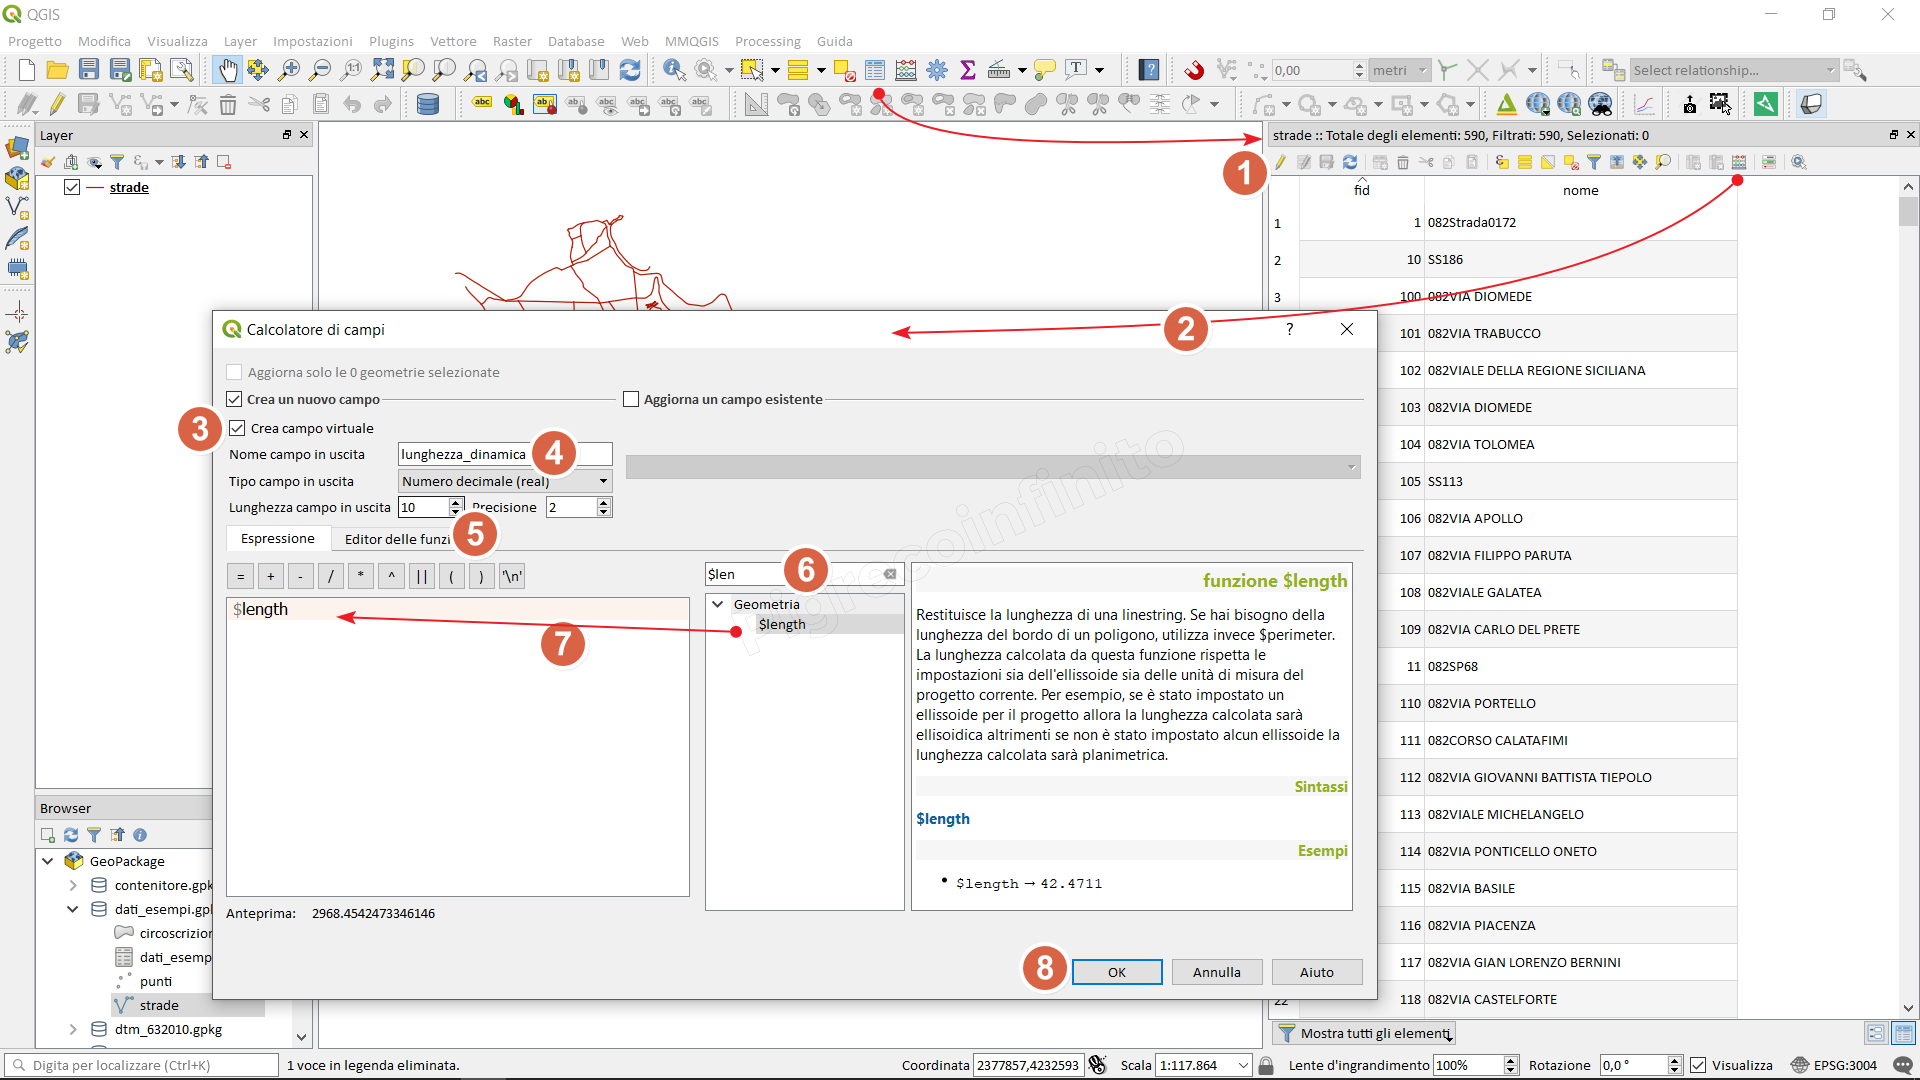 QGIS
Progetto Modifica Visualizza Layer Impostazioni Plugins Vettore Raster Database Web MMQGIS Processing Guida
0,00 metri Select relationship...
abc abc abc abc abc abc abc abc
Layer
strade
strade :: Totale degli elementi: 590, Filtrati: 590, Selezionati: 0
1
fid nome
1 1 082Strada0172
2 10 SS186
3 100 082VIA DIOMEDE
101 082VIA TRABUCCO
102 082VIALE DELLA REGIONE SICILIANA
103 082VIA DIOMEDE
104 082VIA TOLOMEA
105 SS113
106 082VIA APOLLO
107 082VIA FILIPPO PARUTA
108 082VIALE GALATEA
109 082VIA CARLO DEL PRETE
11 082SP68
110 082VIA PORTELLO
111 082CORSO CALATAFIMI
112 082VIA GIOVANNI BATTISTA TIEPOLO
113 082VIALE MICHELANGELO
114 082VIA PONTICELLO ONETO
115 082VIA BASILE
116 082VIA PIACENZA
117 082VIA GIAN LORENZO BERNINI
22 118 082VIA CASTELFORTE
Mostra tutti gli elementi
Calcolatore di campi
2
?
Aggiorna solo le 0 geometrie selezionate
Crea un nuovo campo
Aggiorna un campo esistente
3
Crea campo virtuale
Nome campo in uscita lunghezza_dinamica
4
Tipo campo in uscita Numero decimale (real)
Lunghezza campo in uscita 10 Precisione 2
5
Espressione Editor delle funzi
= + - / * ^ || ( ) '\n'
$length
7
Anteprima: 2968.4542473346146
$len
6
Geometria
$length
pigrecoinfinito
funzione $length
Restituisce la lunghezza di una linestring. Se hai bisogno della
lunghezza del bordo di un poligono, utilizza invece $perimeter.
La lunghezza calcolata da questa funzione rispetta le
impostazioni sia dell'ellissoide sia delle unità di misura del
progetto corrente. Per esempio, se è stato impostato un
ellissoide per il progetto allora la lunghezza calcolata sarà
ellisoidica altrimenti se non è stato impostato alcun ellissoide la
lunghezza calcolata sarà planimetrica.
Sintassi
$length
Esempi
$length → 42.4711
8
OK Annulla Aiuto
Browser
GeoPackage
contenitore.gpk
dati_esempi.gpl
circoscrizior
dati_esemp
punti
strade
dtm_632010.gpkg
Digita per localizzare (Ctrl+K)
1 voce in legenda eliminata.
Coordinata 2377857,4232593
Scala 1:117.864
Lente d'ingrandimento 100%
Rotazione 0,0 °
Visualizza
EPSG:3004